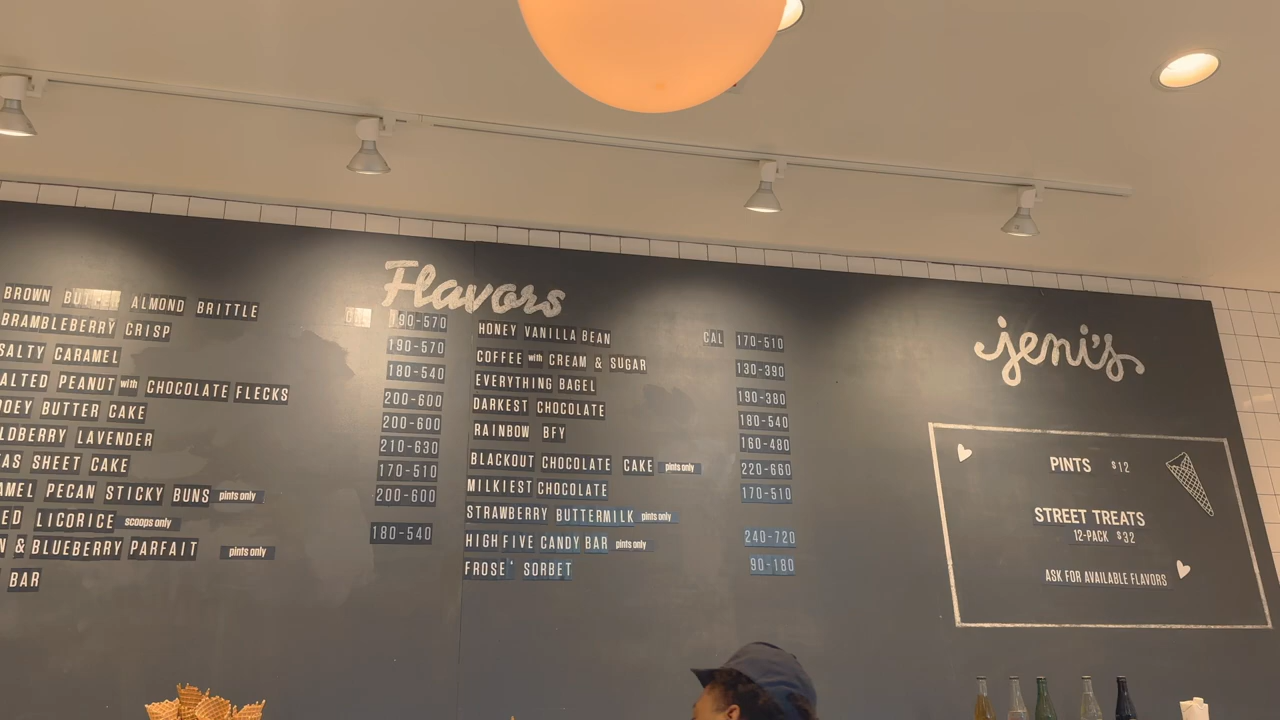 Flavors
BROWN BUTTER ALMOND BRITTLE CAL 190-570
BRAMBLEBERRY CRISP 190-570
SALTY CARAMEL 180-540
ALTED PEANUT with CHOCOLATE FLECKS 200-600
OOEY BUTTER CAKE 200-600
LDBERRY LAVENDER 210-630
AS SHEET CAKE 170-510
AMEL PECAN STICKY BUNS pints only 200-600
ED LICORICE scoops only 180-540
N & BLUEBERRY PARFAIT pints only
BAR
HONEY VANILLA BEAN CAL 170-510
COFFEE with CREAM & SUGAR 130-390
EVERYTHING BAGEL 190-380
DARKEST CHOCOLATE 180-540
RAINBOW BFY 160-480
BLACKOUT CHOCOLATE CAKE pints only 220-660
MILKIEST CHOCOLATE 170-510
STRAWBERRY BUTTERMILK pints only
HIGH FIVE CANDY BAR pints only 240-720
FROSE' SORBET 90-180
jeni's
PINTS $12
STREET TREATS
12-PACK $32
ASK FOR AVAILABLE FLAVORS